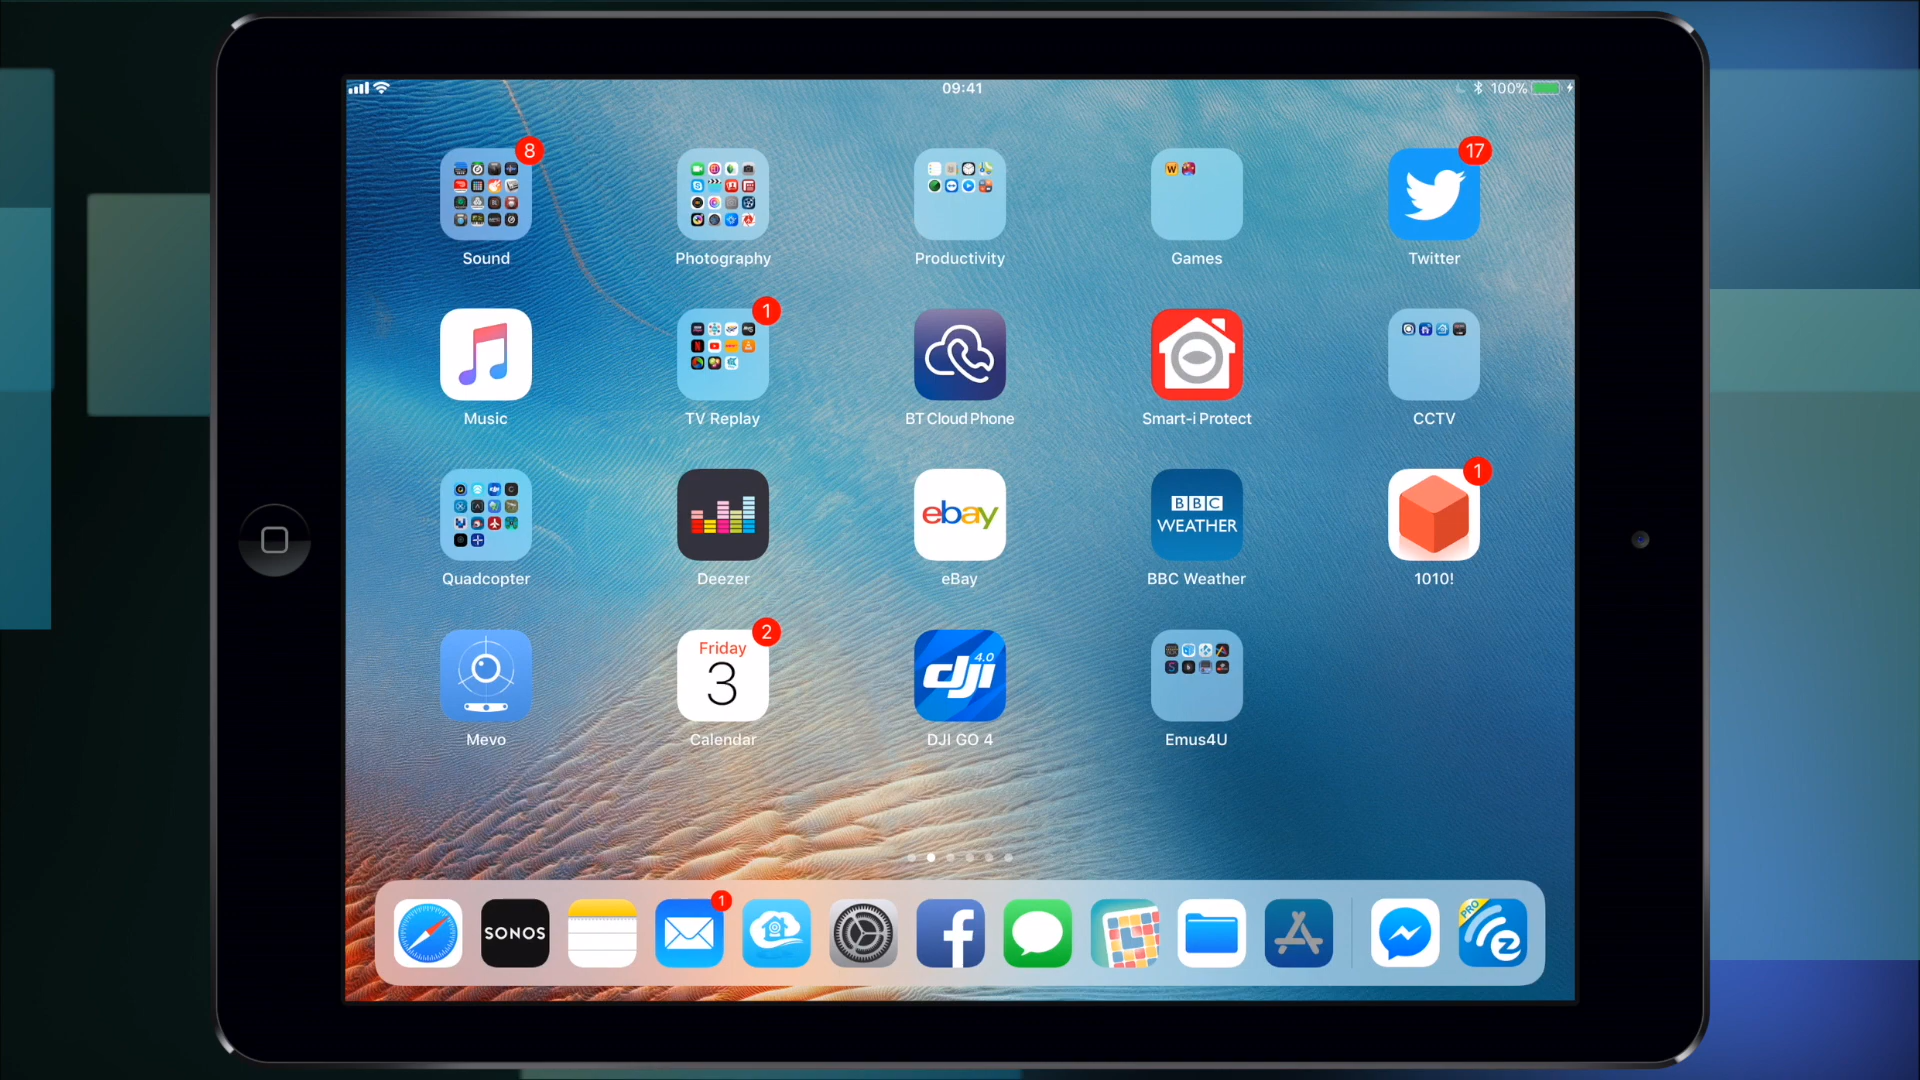 09:41
100%
8
17
Sound
Photography
Productivity
Games
Twitter
1
Music
TV Replay
BT Cloud Phone
Smart-i Protect
CCTV
1
ebay
BBC
WEATHER
Quadcopter
Deezer
eBay
BBC Weather
1010!
2
Friday
3
dji 4.0
Mevo
Calendar
DJI GO 4
Emus4U
1
SONOS
PRO